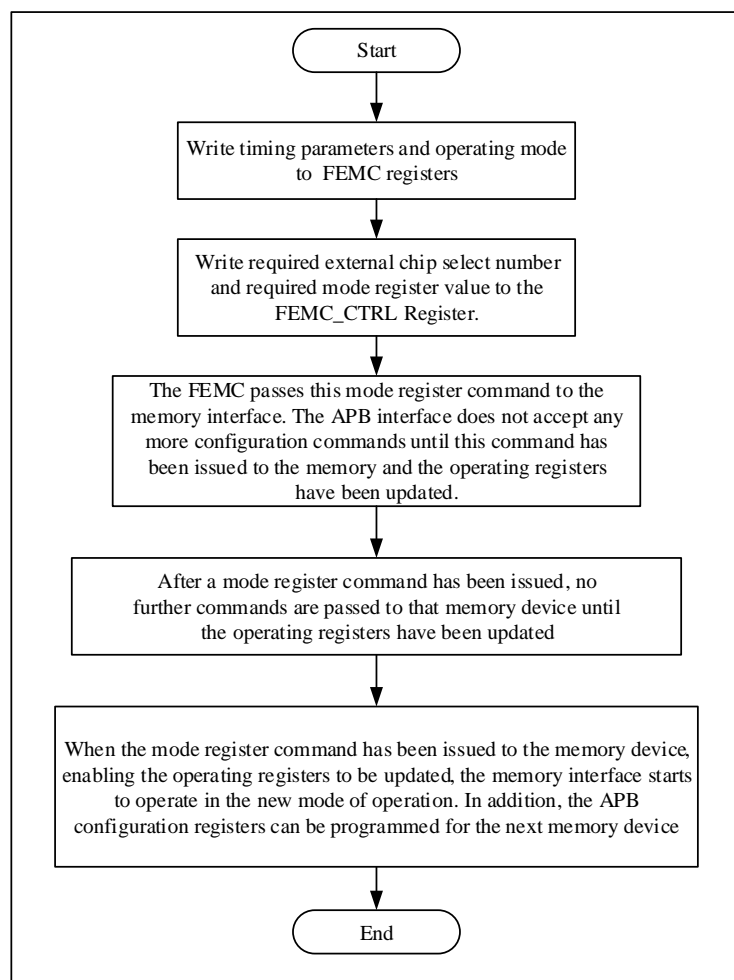 Start
Write timing parameters and operating mode
to FEMC registers
Write required external chip select number
and required mode register value to the
FEMC_CTRL Register.
The FEMC passes this mode register command to the
memory interface. The APB interface does not accept any
more configuration commands until this command has
been issued to the memory and the operating registers
have been updated.
After a mode register command has been issued, no
further commands are passed to that memory device until
the operating registers have been updated
When the mode register command has been issued to the memory device,
enabling the operating registers to be updated, the memory interface starts
to operate in the new mode of operation. In addition, the APB
configuration registers can be programmed for the next memory device
End